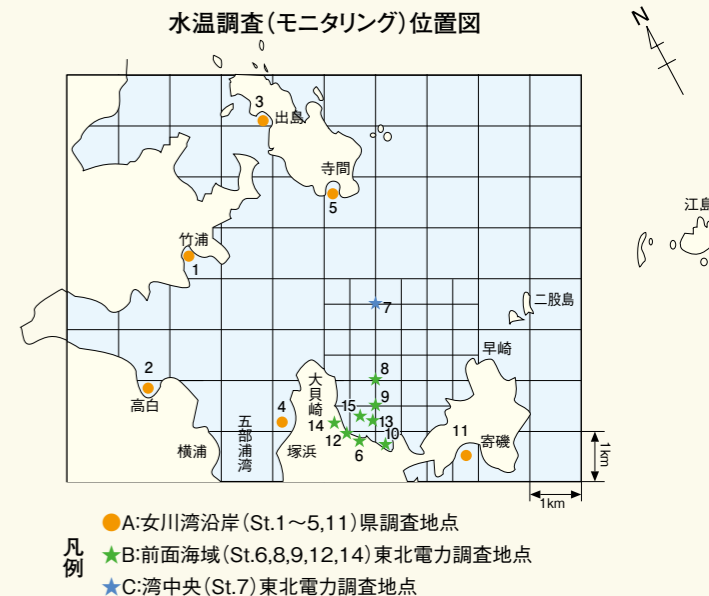 水温調査(モニタリング)位置図
N
3
出島
寺間
5
江島
竹浦
1
7
二股島
早崎
2
高白
大貝崎
8
9
15
13
14
12
6
10
4
11
寄磯
五部浦湾
横浦
塚浜
1km
1km
凡例
A:女川湾沿岸(St.1〜5,11)県調査地点
B:前面海域(St.6,8,9,12,14)東北電力調査地点
C:湾中央(St.7)東北電力調査地点